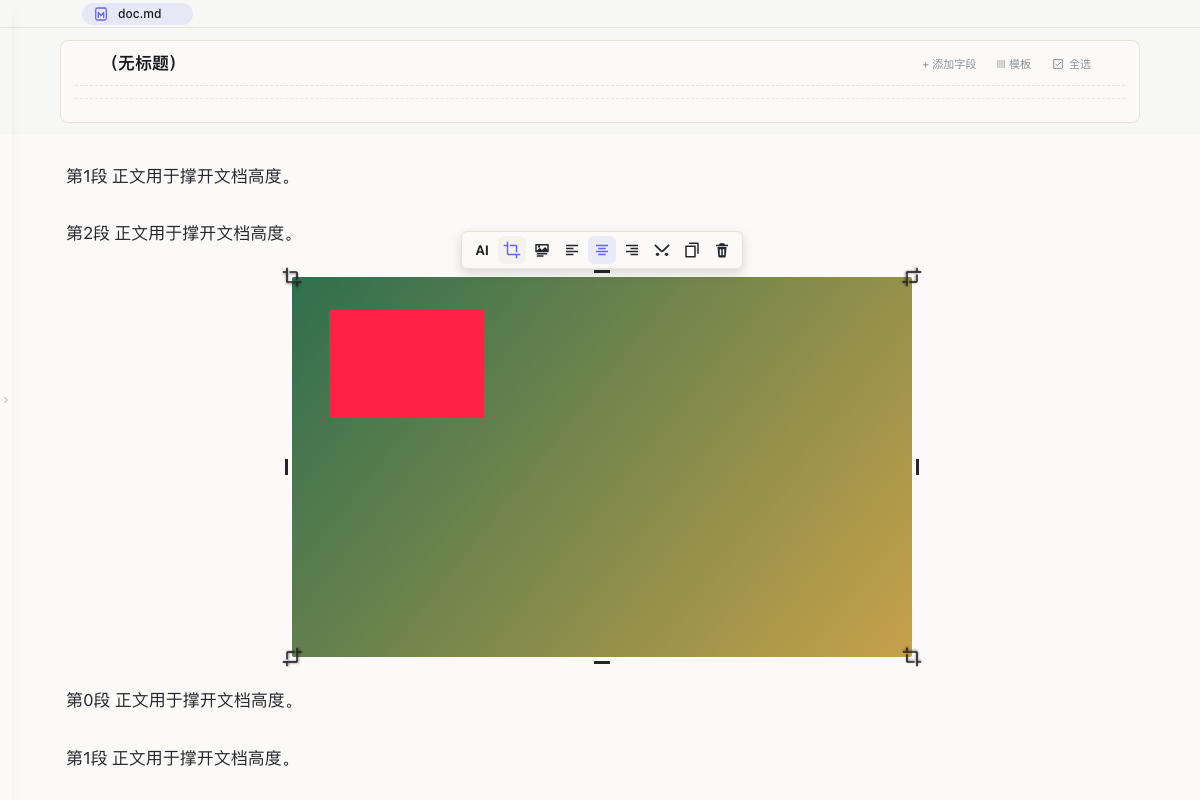 doc.md
(无标题)
+ 添加字段
模板
全选
第1段 正文用于撑开文档高度。
第2段 正文用于撑开文档高度。
AI
第0段 正文用于撑开文档高度。
第1段 正文用于撑开文档高度。